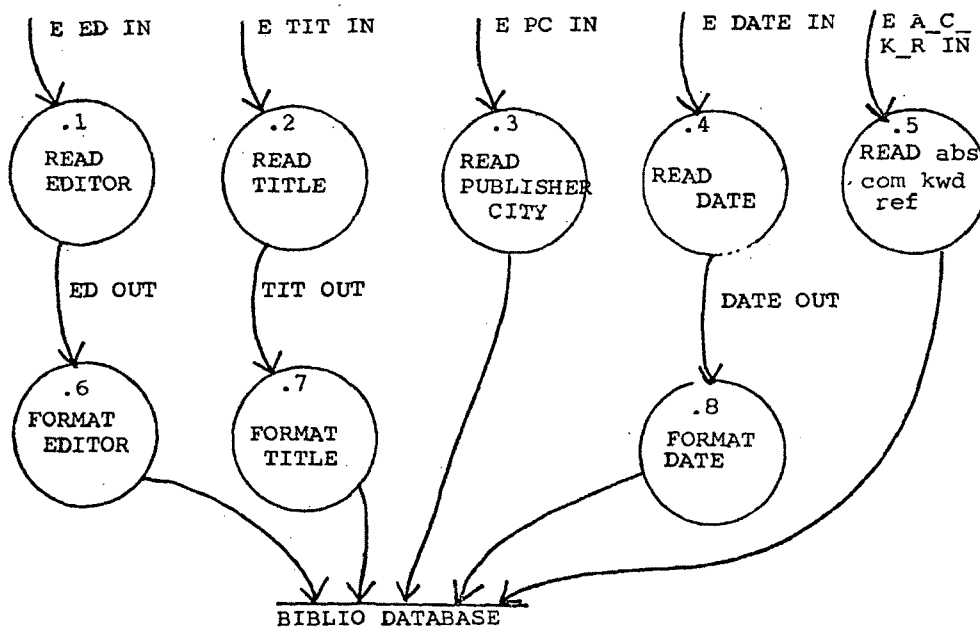 E ED IN
E TIT IN
E PC IN
E DATE IN
E A_C_
K_R IN
.1
READ
EDITOR
.2
READ
TITLE
.3
READ
PUBLISHER
CITY
.4
READ
DATE
.5
READ abs
com kwd
ref
ED OUT
TIT OUT
DATE OUT
.6
FORMAT
EDITOR
.7
FORMAT
TITLE
.8
FORMAT
DATE
BIBLIO DATABASE